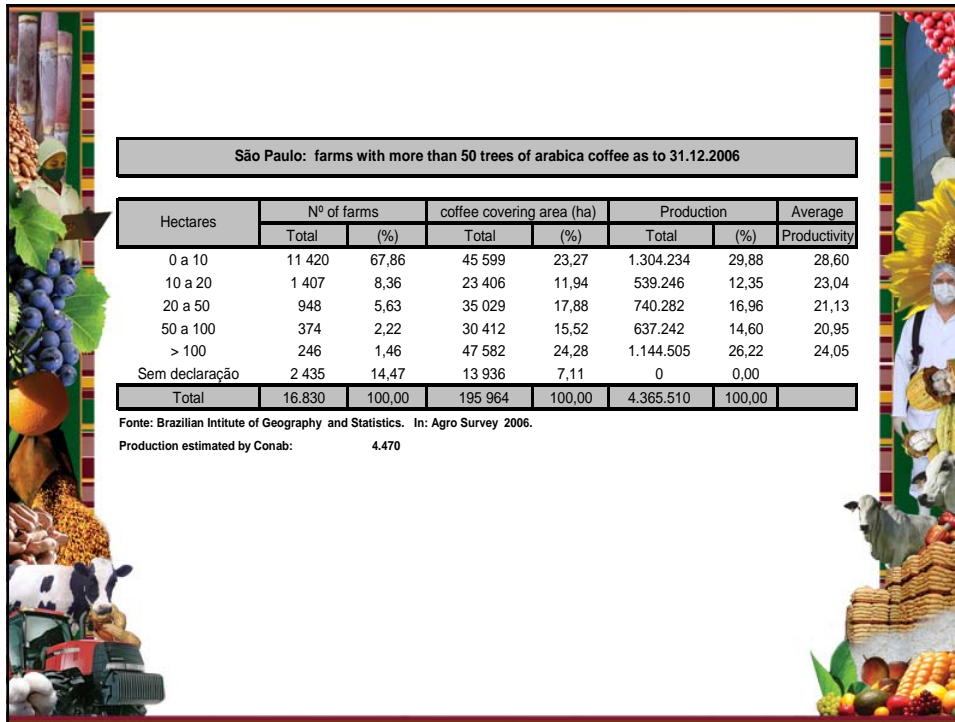 São Paulo: farms with more than 50 trees of arabica coffee as to 31.12.2006
Hectares Nº of farms coffee covering area (ha) Production Average
Total (%) Total (%) Total (%) Productivity
0 a 10 11 420 67,86 45 599 23,27 1.304.234 29,88 28,60
10 a 20 1 407 8,36 23 406 11,94 539.246 12,35 23,04
20 a 50 948 5,63 35 029 17,88 740.282 16,96 21,13
50 a 100 374 2,22 30 412 15,52 637.242 14,60 20,95
> 100 246 1,46 47 582 24,28 1.144.505 26,22 24,05
Sem declaração 2 435 14,47 13 936 7,11 0 0,00
Total 16.830 100,00 195 964 100,00 4.365.510 100,00
Fonte: Brazilian Intitute of Geography and Statistics. In: Agro Survey 2006.
Production estimated by Conab: 4.470